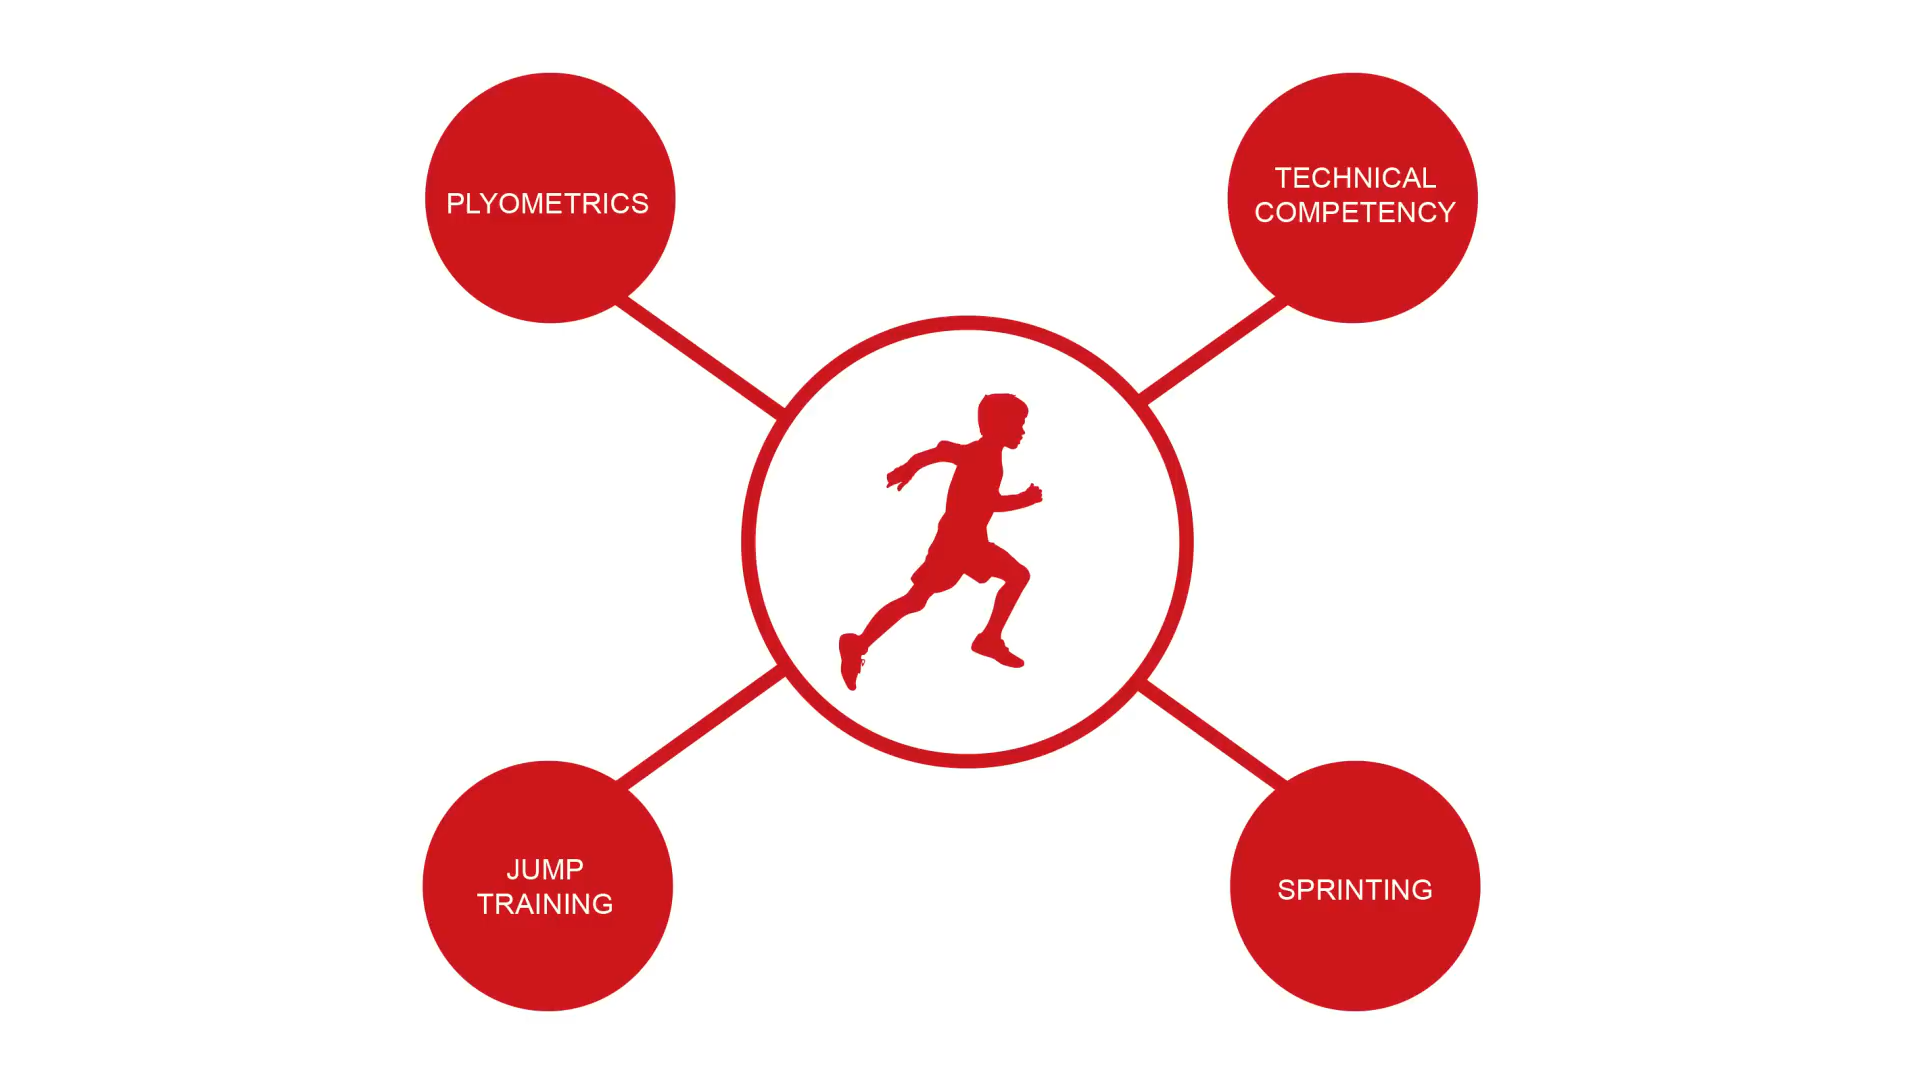 PLYOMETRICS
TECHNICAL
COMPETENCY
JUMP
TRAINING
SPRINTING